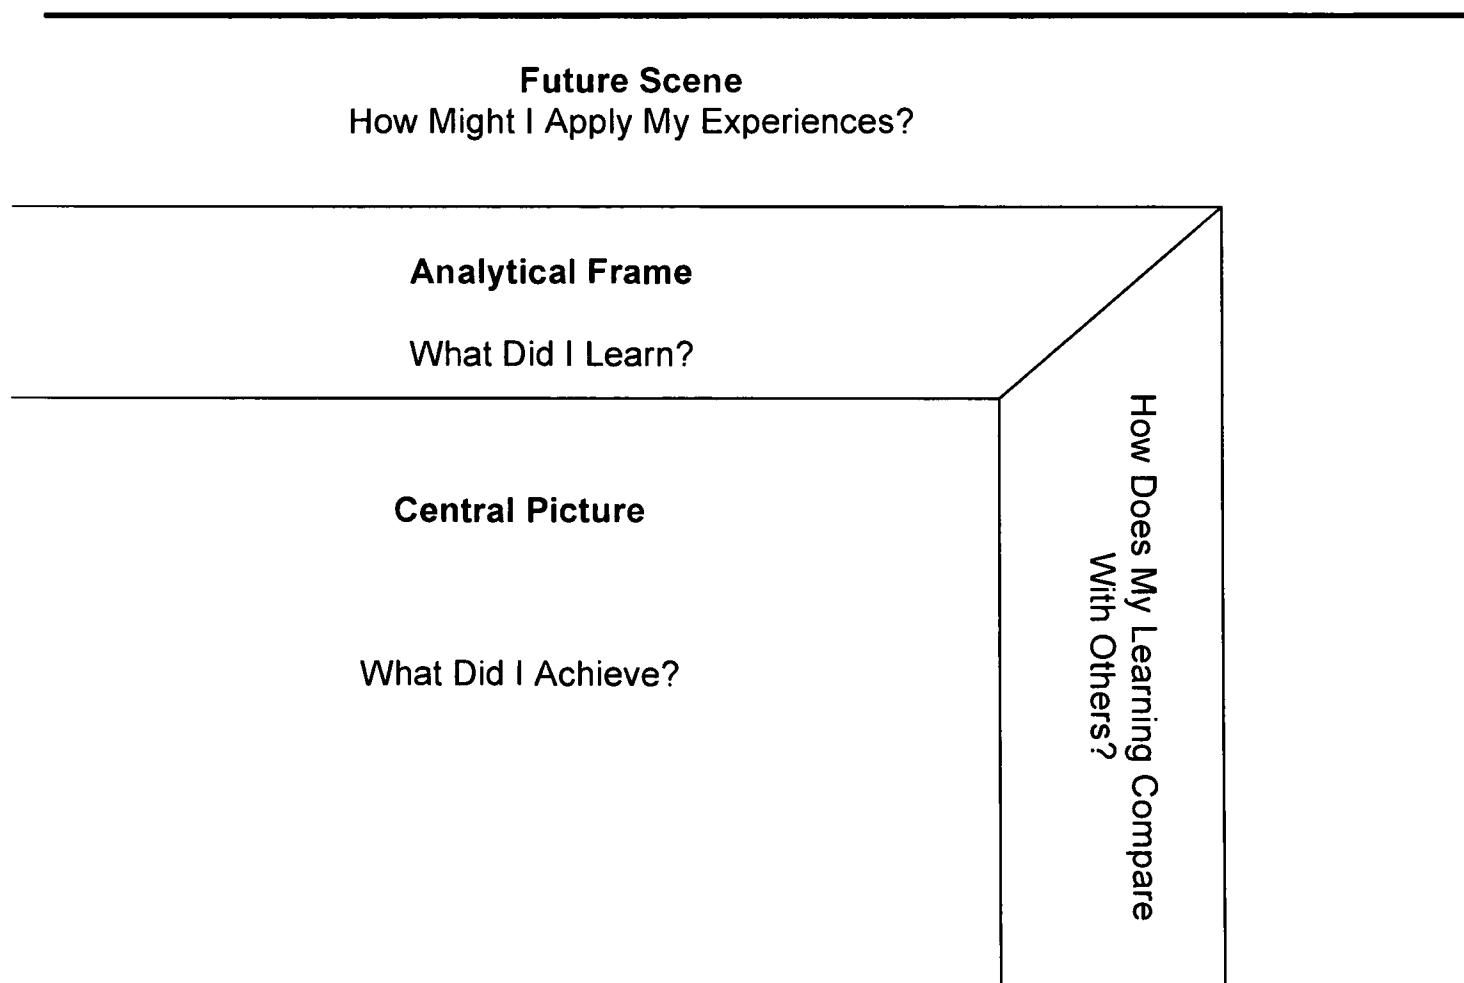 Future Scene
How Might I Apply My Experiences?
Analytical Frame
What Did I Learn?
Central Picture
What Did I Achieve?
How Does My Learning Compare
With Others?